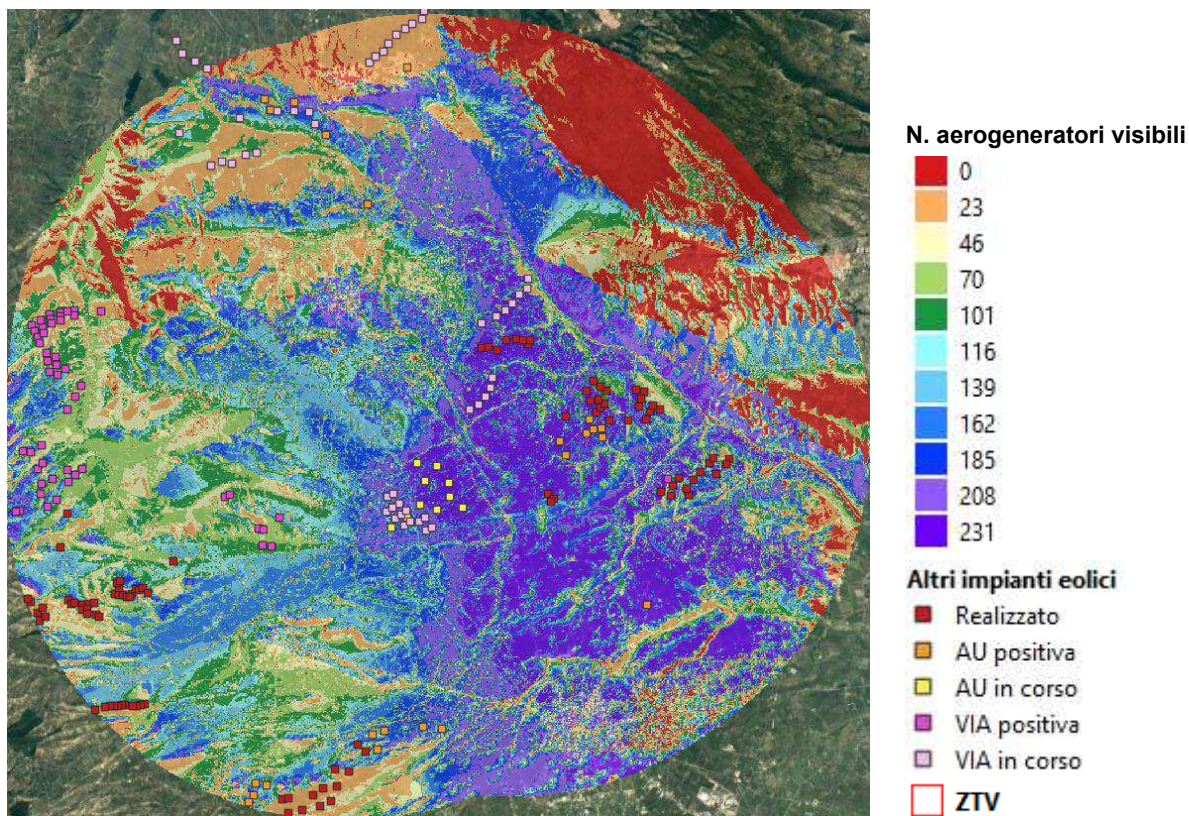 N. aerogeneratori visibili
0
23
46
70
101
116
139
162
185
208
231
Altri impianti eolici
Realizzato
AU positiva
AU in corso
VIA positiva
VIA in corso
ZTV